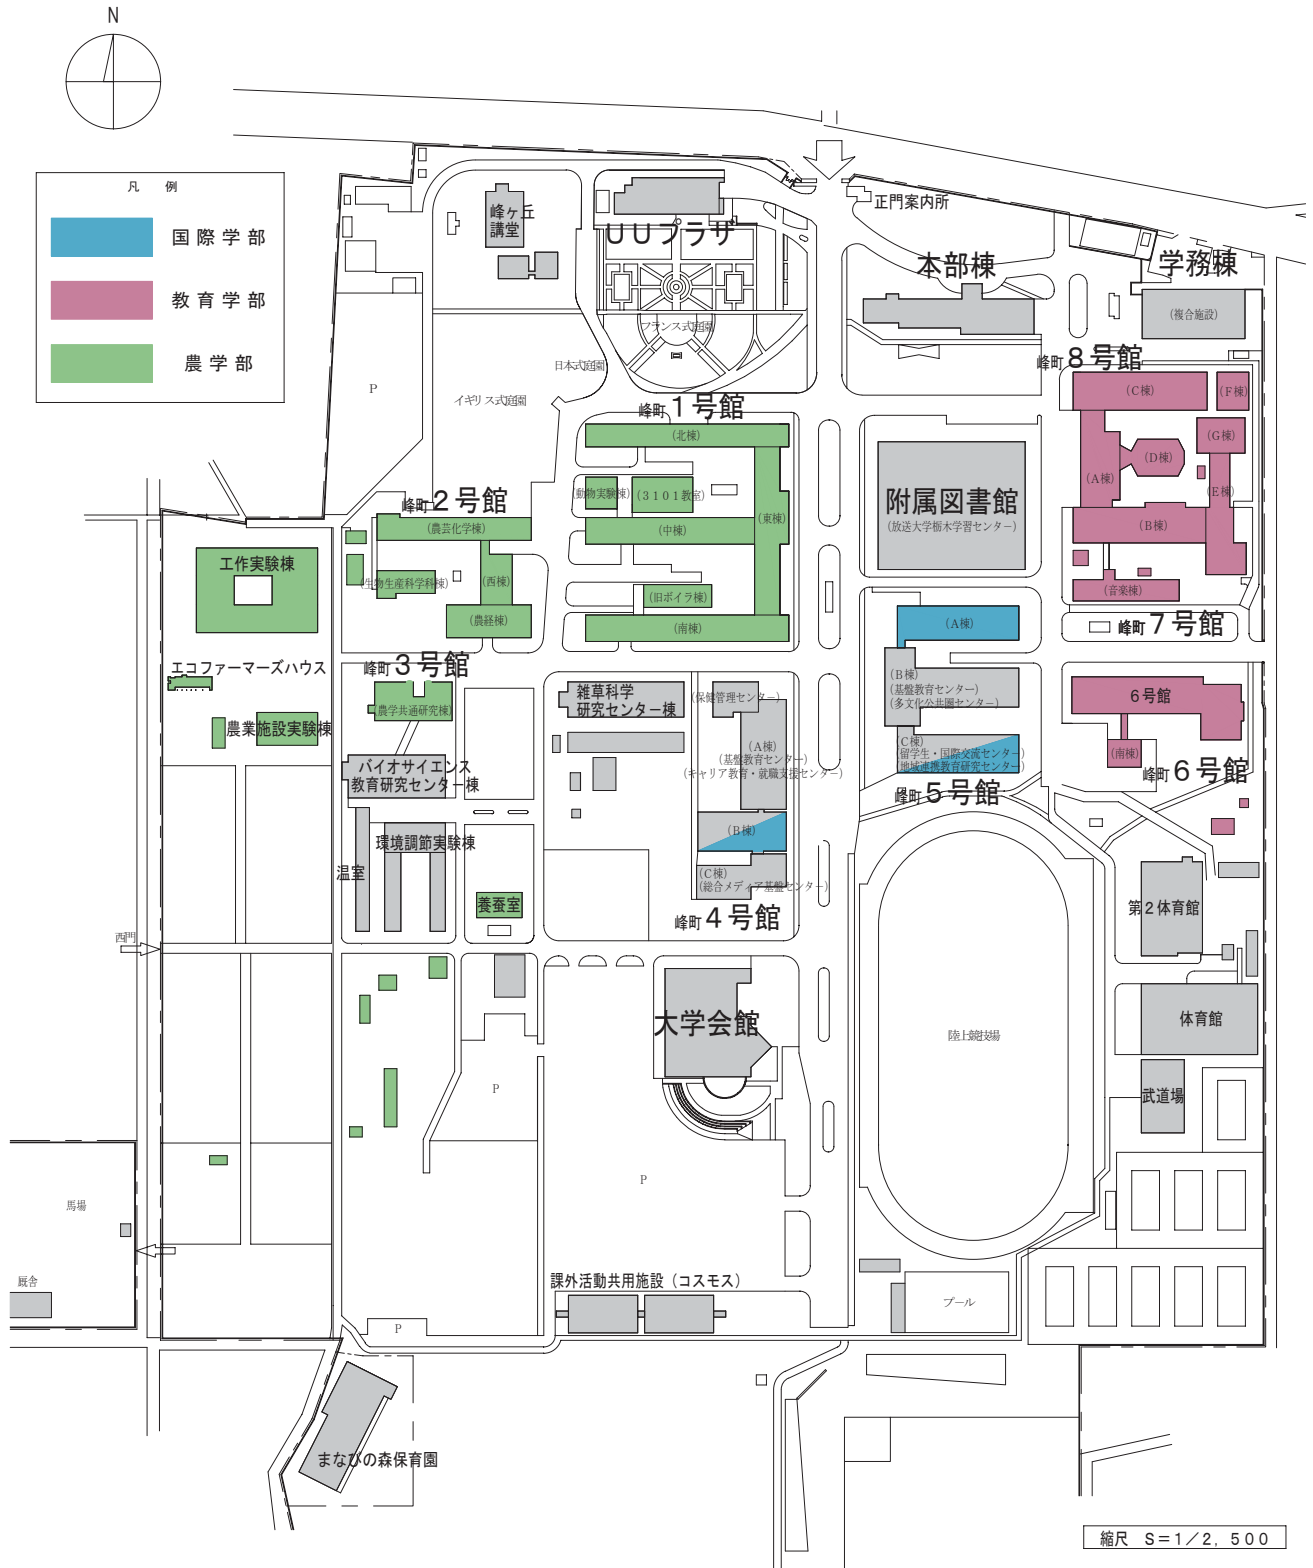 N
凡 例
国際学部
教育学部
農学部
峰ヶ丘
講堂
UUプラザ
正門案内所
本部棟
学務棟
(複合施設)
フランス式庭園
日本式庭園
イギリス式庭園
P
峰町1号館
(北棟)
(動物実験棟)
(3101教室)
(東棟)
(中棟)
(旧ボイラ棟)
(南棟)
峰町2号館
(農芸化学棟)
(生物生産科学科棟)
(西棟)
(農経棟)
峰町8号館
(C棟)
(F棟)
(G棟)
(D棟)
(A棟)
(E棟)
(B棟)
(音楽棟)
附属図書館
(放送大学栃木学習センター)
工作実験棟
エコファーマーズハウス
農業施設実験棟
峰町3号館
(農学共通研究棟)
バイオサイエンス
教育研究センター棟
環境調節実験棟
温室
養蚕室
雑草科学
研究センター棟
(保健管理センター)
(A棟)
(基盤教育センター)
(キャリア教育・就職支援センター)
(B棟)
(C棟)
(総合メディア基盤センター)
峰町4号館
(A棟)
(B棟)
(基盤教育センター)
(多文化公共圏センター)
(C棟)
(留学生・国際交流センター)
(地域連携教育研究センター)
峰町5号館
峰町7号館
6号館
(南棟)
峰町6号館
第2体育館
体育館
武道場
陸上競技場
西門
大学会館
P
P
馬場
厩舎
課外活動共用施設(コスモス)
プール
P
まなびの森保育園
縮尺 S=1/2,500